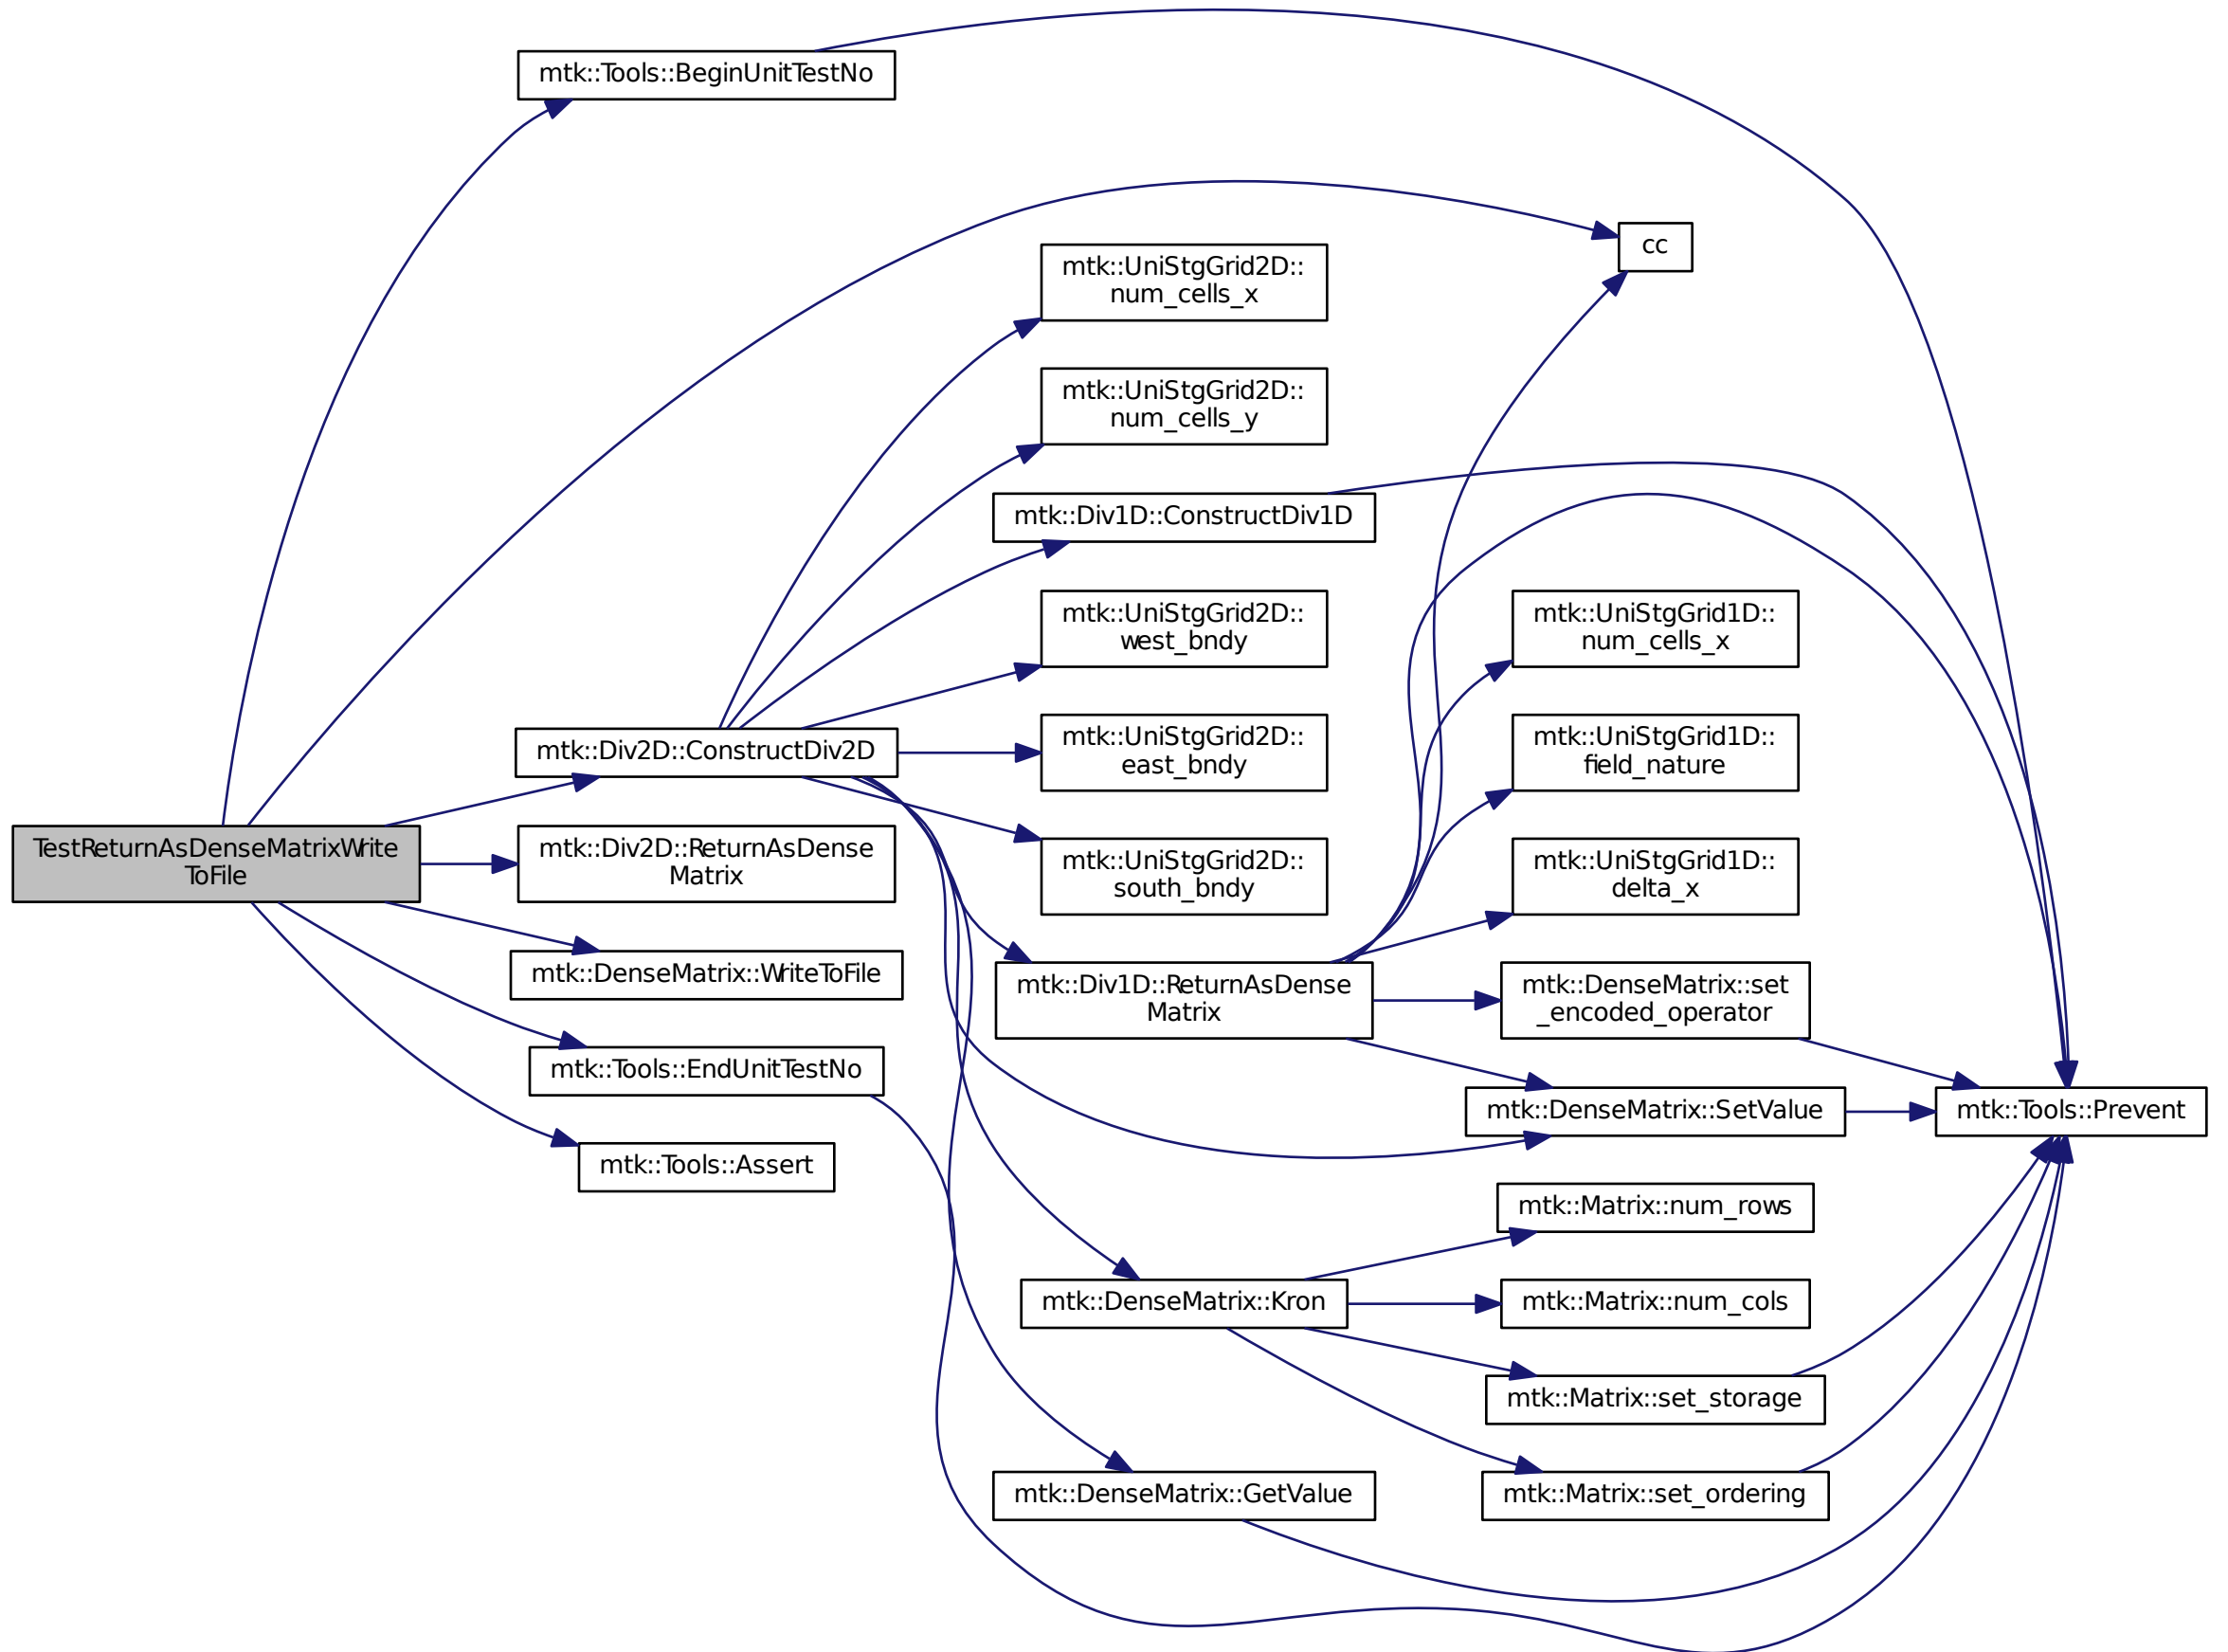 mtk::Tools::BeginUnitTestNo
cc
mtk::UniStgGrid2D::
num_cells_x
mtk::UniStgGrid2D::
num_cells_y
mtk::Div1D::ConstructDiv1D
mtk::UniStgGrid2D::
west_bndy
mtk::UniStgGrid1D::
num_cells_x
mtk::Div2D::ConstructDiv2D
mtk::UniStgGrid2D::
east_bndy
mtk::UniStgGrid1D::
field_nature
TestReturnAsDenseMatrixWrite
ToFile
mtk::Div2D::ReturnAsDense
Matrix
mtk::UniStgGrid2D::
south_bndy
mtk::UniStgGrid1D::
delta_x
mtk::DenseMatrix::WriteToFile
mtk::Div1D::ReturnAsDense
Matrix
mtk::DenseMatrix::set
_encoded_operator
mtk::Tools::EndUnitTestNo
mtk::DenseMatrix::SetValue
mtk::Tools::Prevent
mtk::Tools::Assert
mtk::Matrix::num_rows
mtk::DenseMatrix::Kron
mtk::Matrix::num_cols
mtk::Matrix::set_storage
mtk::DenseMatrix::GetValue
mtk::Matrix::set_ordering